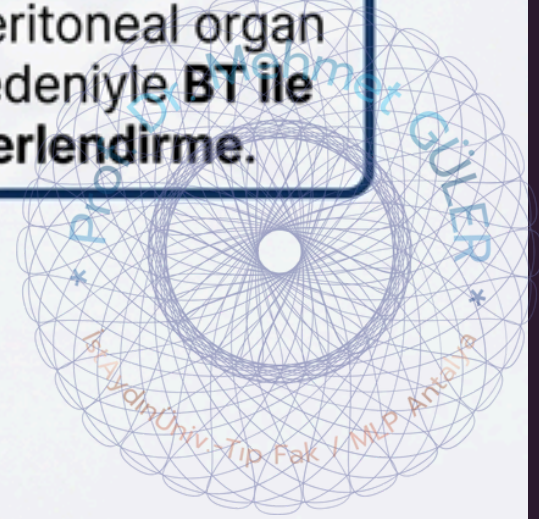 eritoneal organ
edeniyle BT ile
erlendirme.
* Prof. Dr. Mehmet GÜLER *
İst.AydınÜniv.-Tıp Fak / MLP Antalya